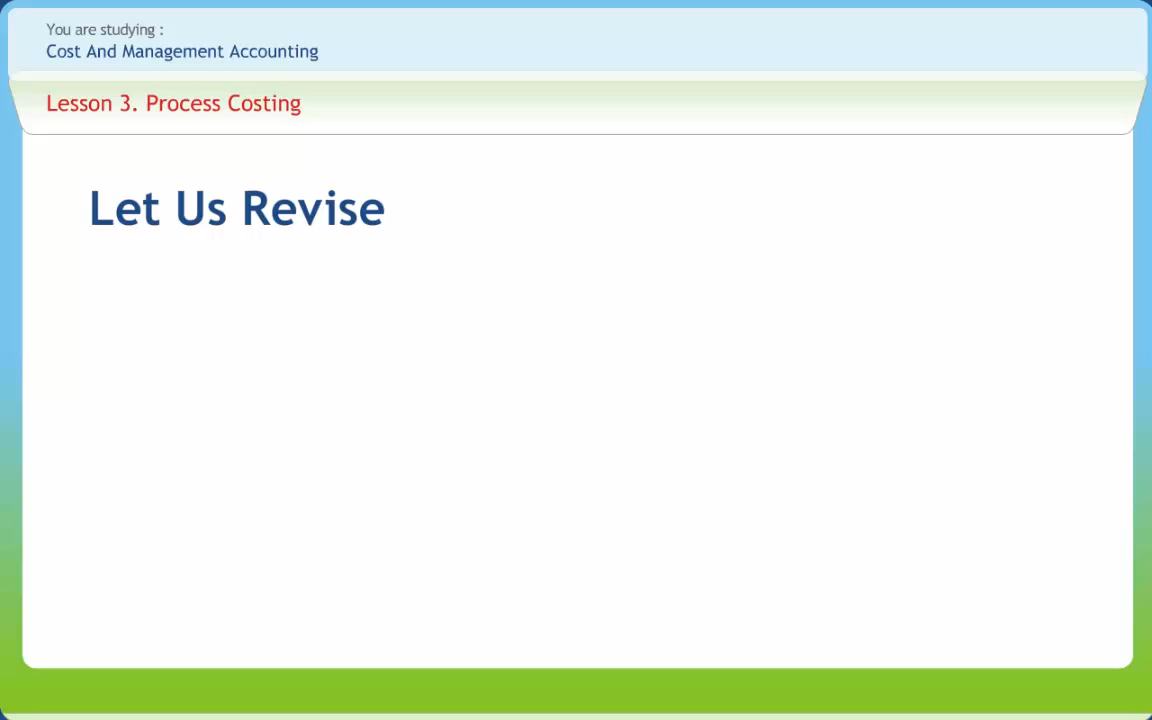 You are studying :
Cost And Management Accounting
Lesson 3. Process Costing
Let Us Revise